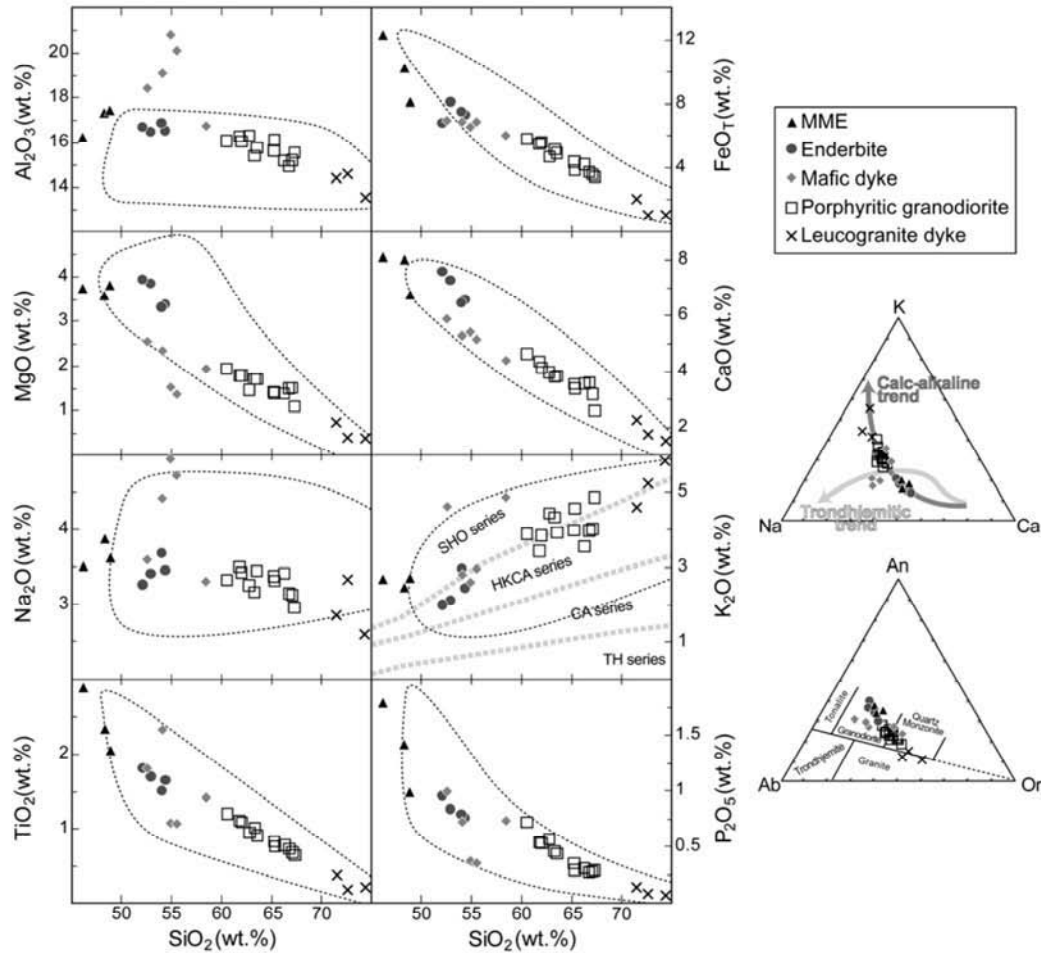 20
18
16
14
Al2O3(wt.%)
12
8
4
FeOT(wt.%)
4
3
2
1
MgO(wt.%)
8
6
4
2
CaO(wt.%)
4
3
Na2O(wt.%)
SHO series
HKCA series
CA series
TH series
5
3
1
K2O(wt.%)
2
1
TiO2(wt.%)
1.5
1
0.5
P2O5(wt.%)
50 55 60 65 70
SiO2(wt.%)
50 55 60 65 70
SiO2(wt.%)
MME
Enderbite
Mafic dyke
Porphyritic granodiorite
Leucogranite dyke
K
Calc-alkaline
trend
Trondhjemitic
trend
Na
Ca
An
Tonalite
Granodiorite
Quartz
Monzonite
Trondhjemite
Granite
Ab
Or